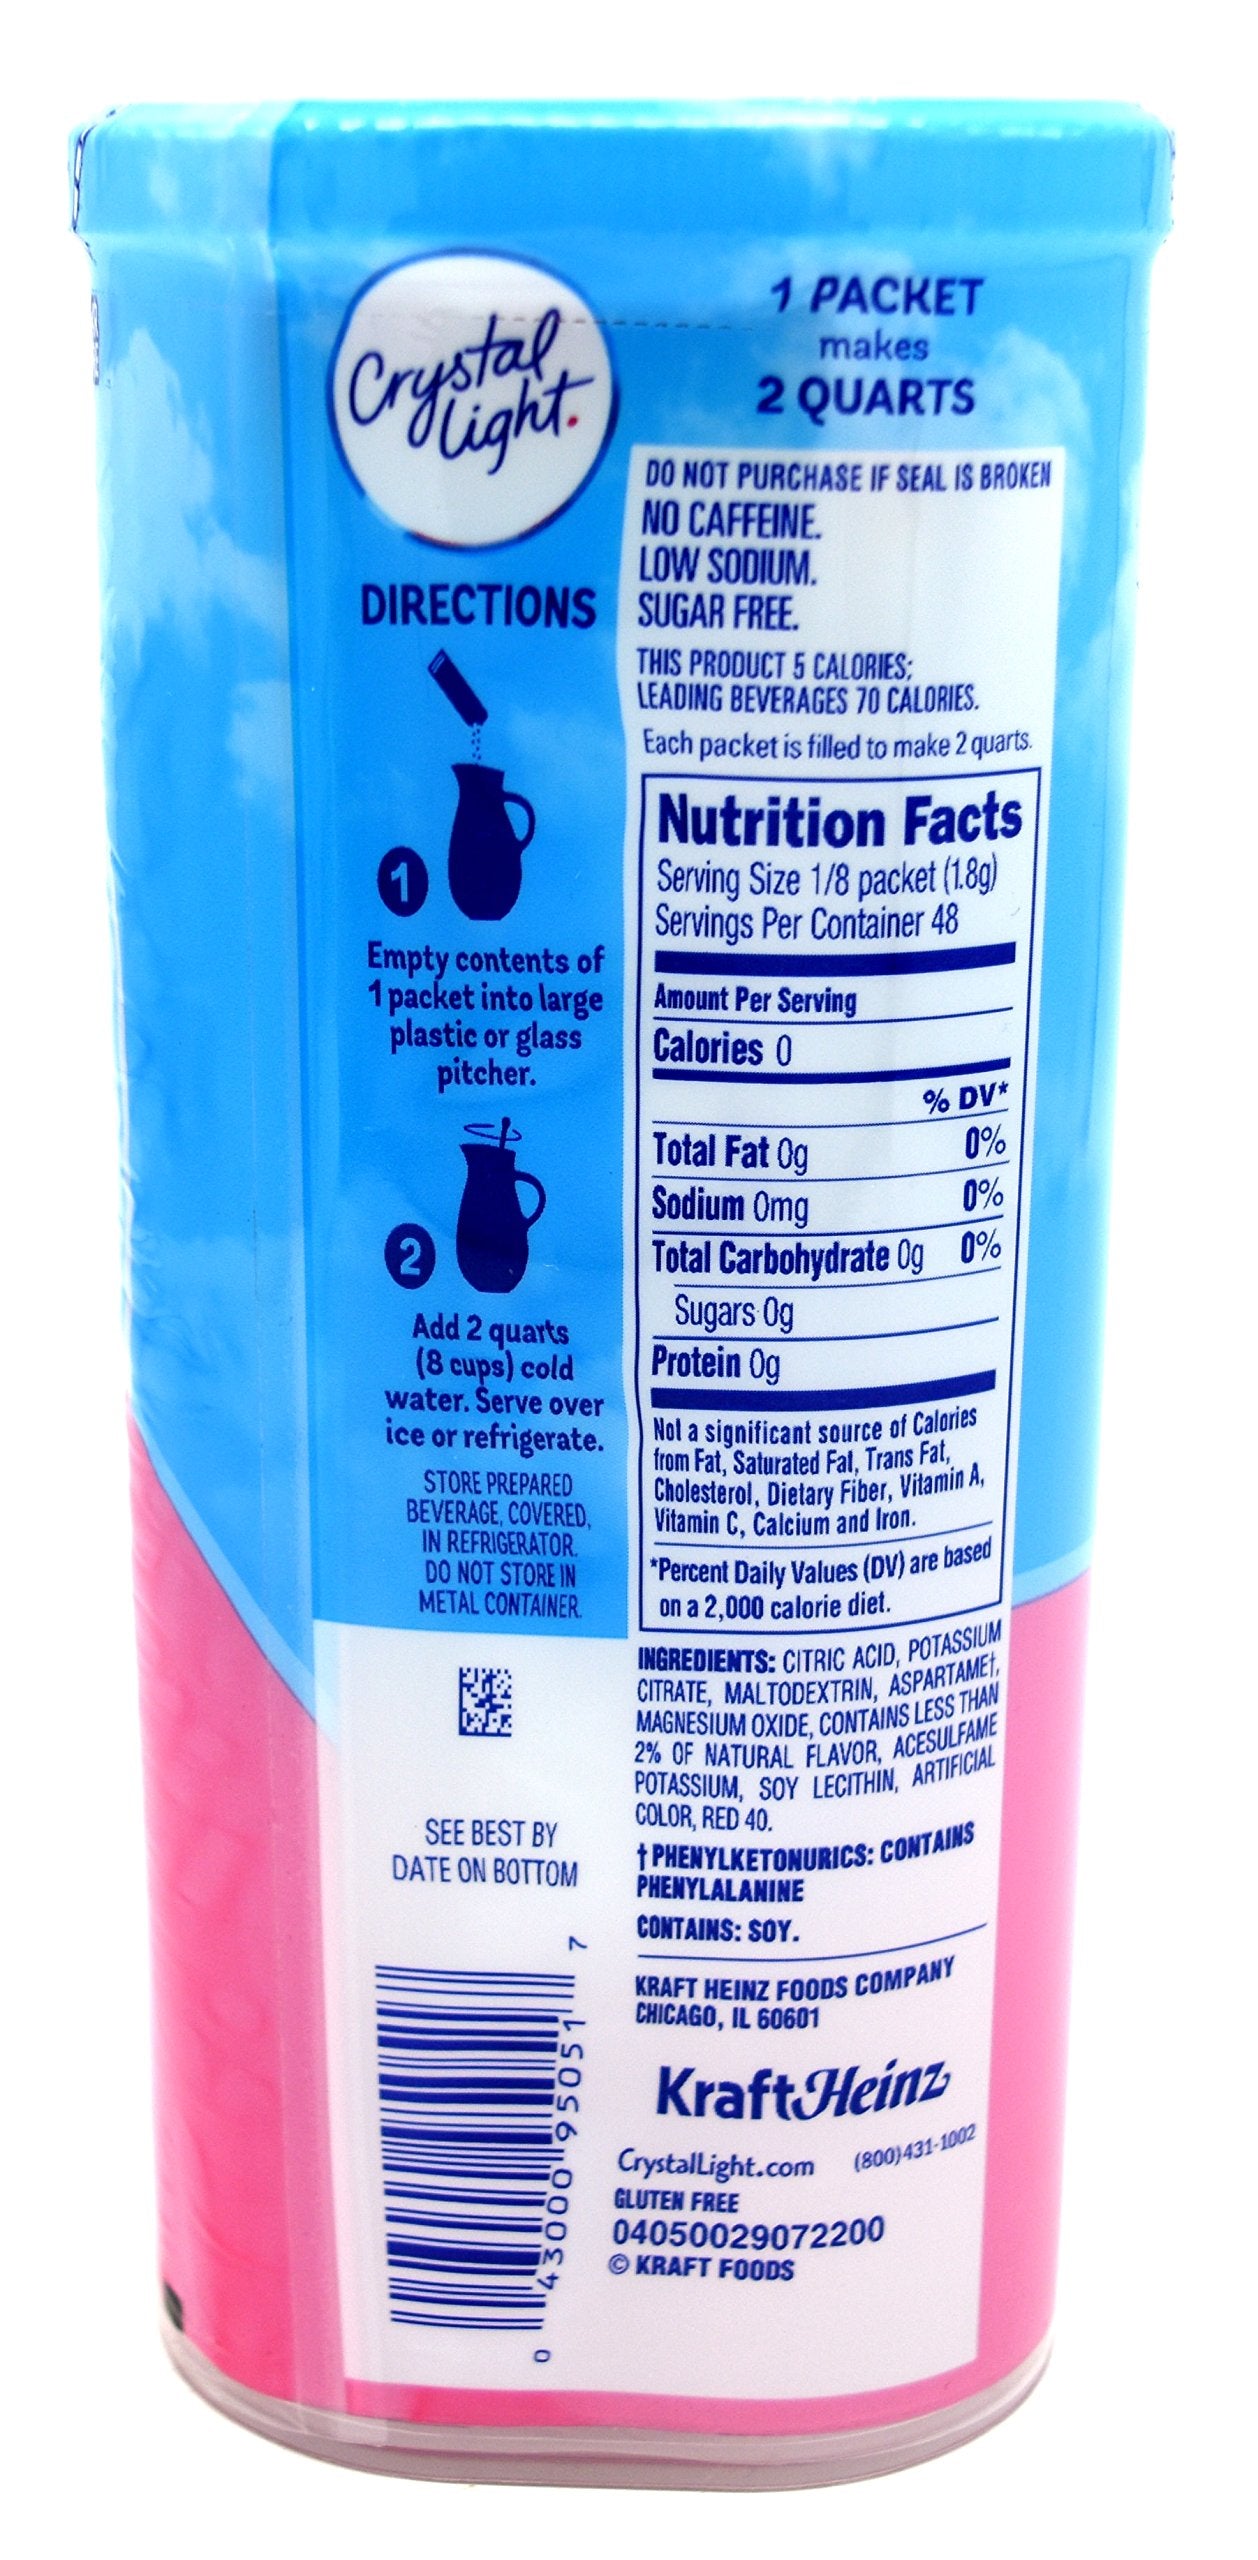 Crystal
Light.
1 PACKET
makes
2 QUARTS
DIRECTIONS
1
Empty contents of
1 packet into large
plastic or glass
pitcher.
2
Add 2 quarts
(8 cups) cold
water. Serve over
ice or refrigerate.
STORE PREPARED
BEVERAGE, COVERED,
IN REFRIGERATOR.
DO NOT STORE IN
METAL CONTAINER.
SEE BEST BY
DATE ON BOTTOM
0 43000 95051 7
DO NOT PURCHASE IF SEAL IS BROKEN
NO CAFFEINE.
LOW SODIUM.
SUGAR FREE.
THIS PRODUCT 5 CALORIES;
LEADING BEVERAGES 70 CALORIES.
Each packet is filled to make 2 quarts.
Nutrition Facts
Serving Size 1/8 packet (1.8g)
Servings Per Container 48
Amount Per Serving
Calories 0
% DV*
Total Fat 0g 0%
Sodium 0mg 0%
Total Carbohydrate 0g 0%
Sugars 0g
Protein 0g
Not a significant source of Calories
from Fat, Saturated Fat, Trans Fat,
Cholesterol, Dietary Fiber, Vitamin A,
Vitamin C, Calcium and Iron.
*Percent Daily Values (DV) are based
on a 2,000 calorie diet.
INGREDIENTS: CITRIC ACID, POTASSIUM
CITRATE, MALTODEXTRIN, ASPARTAME†,
MAGNESIUM OXIDE, CONTAINS LESS THAN
2% OF NATURAL FLAVOR, ACESULFAME
POTASSIUM, SOY LECITHIN, ARTIFICIAL
COLOR, RED 40.
† PHENYLKETONURICS: CONTAINS
PHENYLALANINE
CONTAINS: SOY.
KRAFT HEINZ FOODS COMPANY
CHICAGO, IL 60601
KraftHeinz
CrystalLight.com (800)431-1002
GLUTEN FREE
04050029072200
© KRAFT FOODS